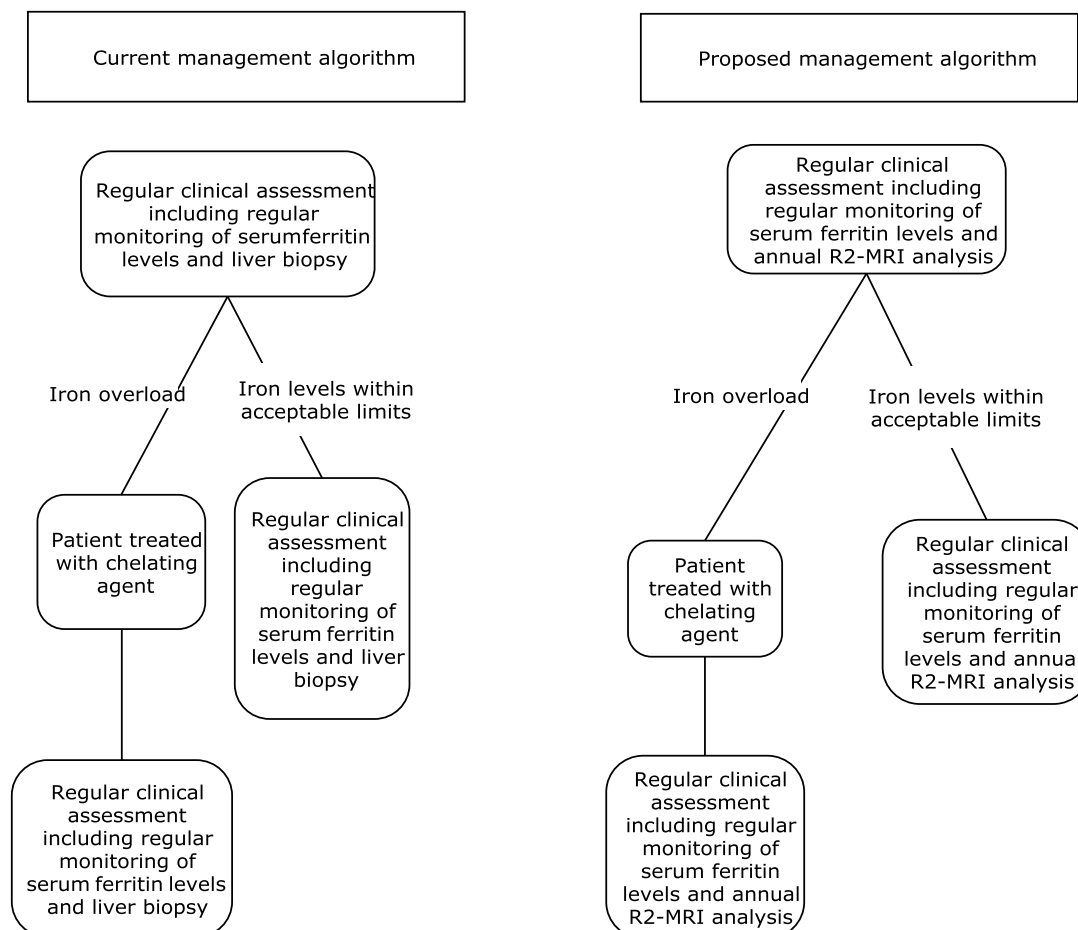 Current management algorithm
Regular clinical assessment
including regular
monitoring of serumferritin
levels and liver biopsy
Iron overload
Iron levels within
acceptable limits
Patient treated
with chelating
agent
Regular clinical
assessment
including
regular
monitoring of
serum ferritin
levels and liver
biopsy
Regular clinical
assessment
including regular
monitoring of
serum ferritin levels
and liver biopsy
Proposed management algorithm
Regular clinical
assessment including
regular monitoring of
serum ferritin levels and
annual R2-MRI analysis
Iron overload
Iron levels within
acceptable limits
Patient
treated with
chelating
agent
Regular clinical
assessment
including regular
monitoring of
serum ferritin
levels and annual
R2-MRI analysis
Regular clinical
assessment
including regular
monitoring of
serum ferritin
levels and annual
R2-MRI analysis